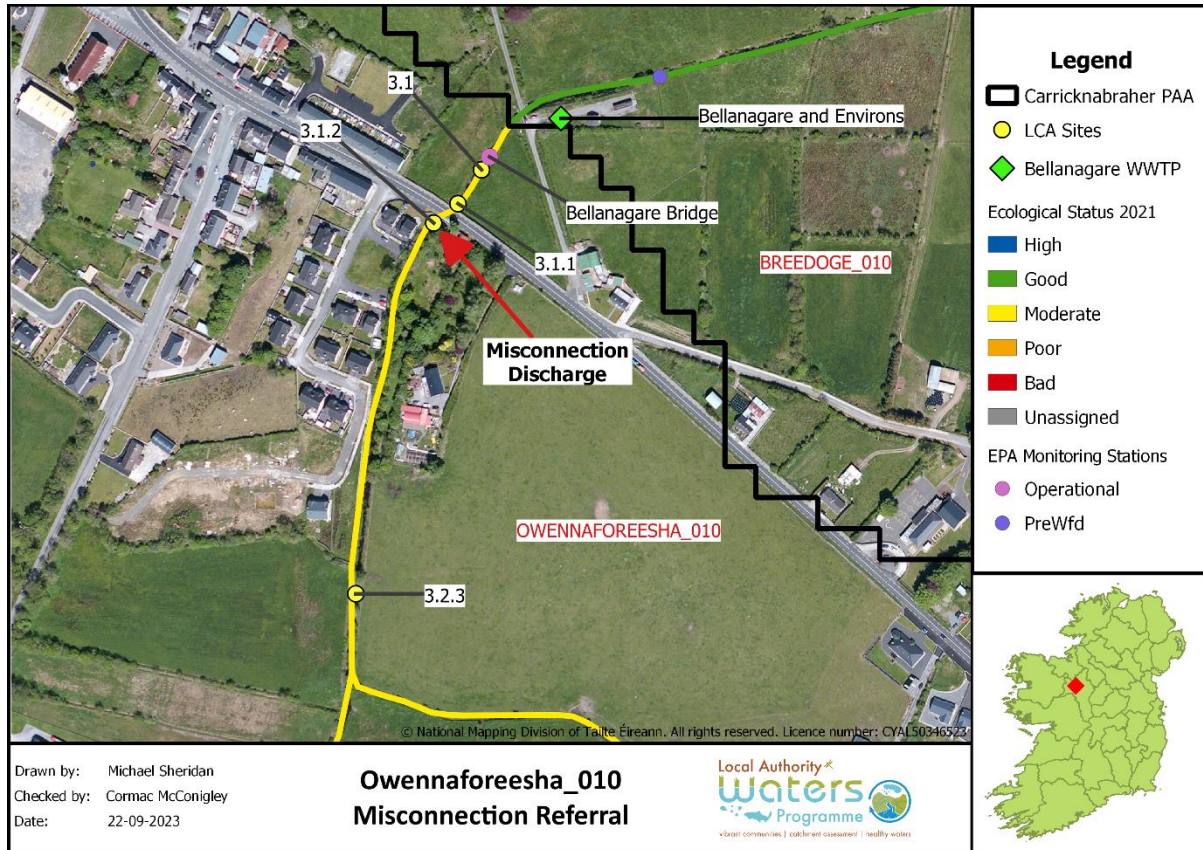 3.1
3.1.2
Bellanagare and Environs
Bellanagare Bridge
3.1.1
BREEDOGE_010
Misconnection
Discharge
OWENNAFOREESHA_010
3.2.3
© National Mapping Division of Tailte Éireann. All rights reserved. Licence number: CYAL50346523
Legend
Carricknabraher PAA
LCA Sites
Bellanagare WWTP
Ecological Status 2021
High
Good
Moderate
Poor
Bad
Unassigned
EPA Monitoring Stations
Operational
PreWfd
Drawn by: Michael Sheridan
Checked by: Cormac McConigley
Date: 22-09-2023
Owennaforeesha_010
Misconnection Referral
Local Authority
Waters
Programme
vibrant communities | catchment assessment | healthy waters